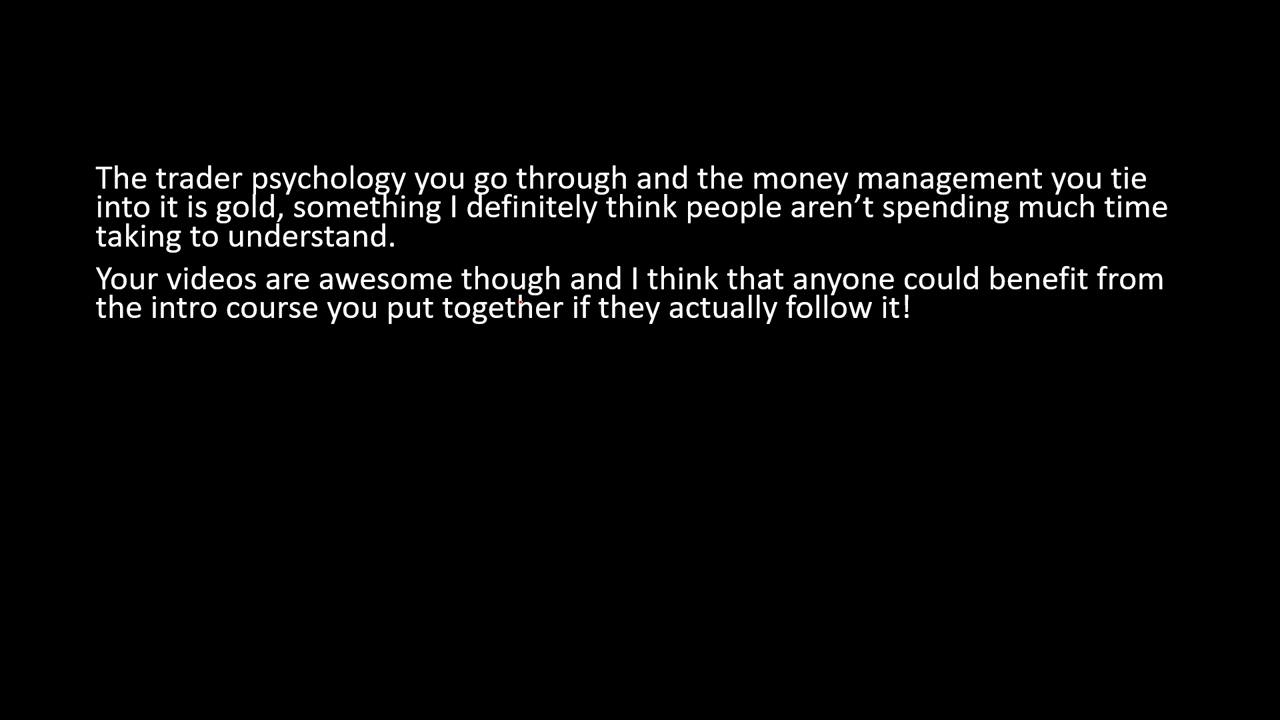 The trader psychology you go through and the money management you tie
into it is gold, something I definitely think people aren’t spending much time
taking to understand.
Your videos are awesome though and I think that anyone could benefit from
the intro course you put together if they actually follow it!